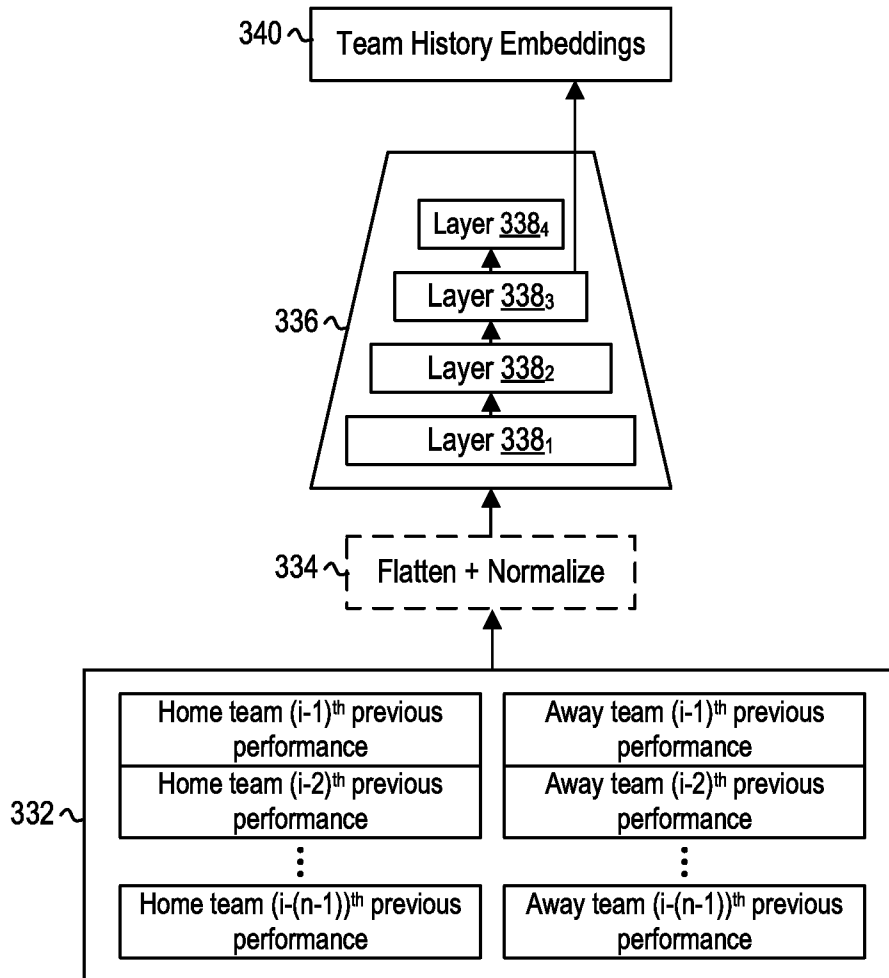 340
Team History Embeddings
Layer 338₄
Layer 338₃
336
Layer 338₂
Layer 338₁
334
Flatten + Normalize
Home team (i-1)ᵗʰ previous
performance
Away team (i-1)ᵗʰ previous
performance
Home team (i-2)ᵗʰ previous
performance
Away team (i-2)ᵗʰ previous
performance
332
Home team (i-(n-1))ᵗʰ previous
performance
Away team (i-(n-1))ᵗʰ previous
performance